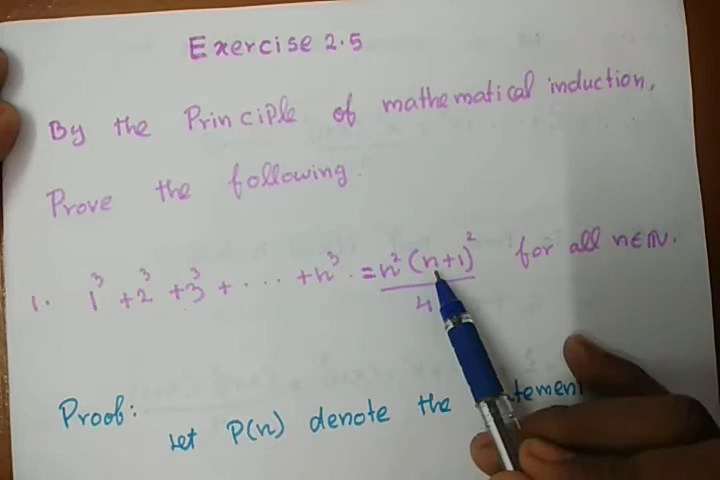 Exercise 2.5
By the Principle of mathematical induction,
Prove the following.
1. 1³ + 2³ + 3³ + ... + n³ = n²(n+1)² / 4 for all n∈N.
Proof:
Let P(n) denote the